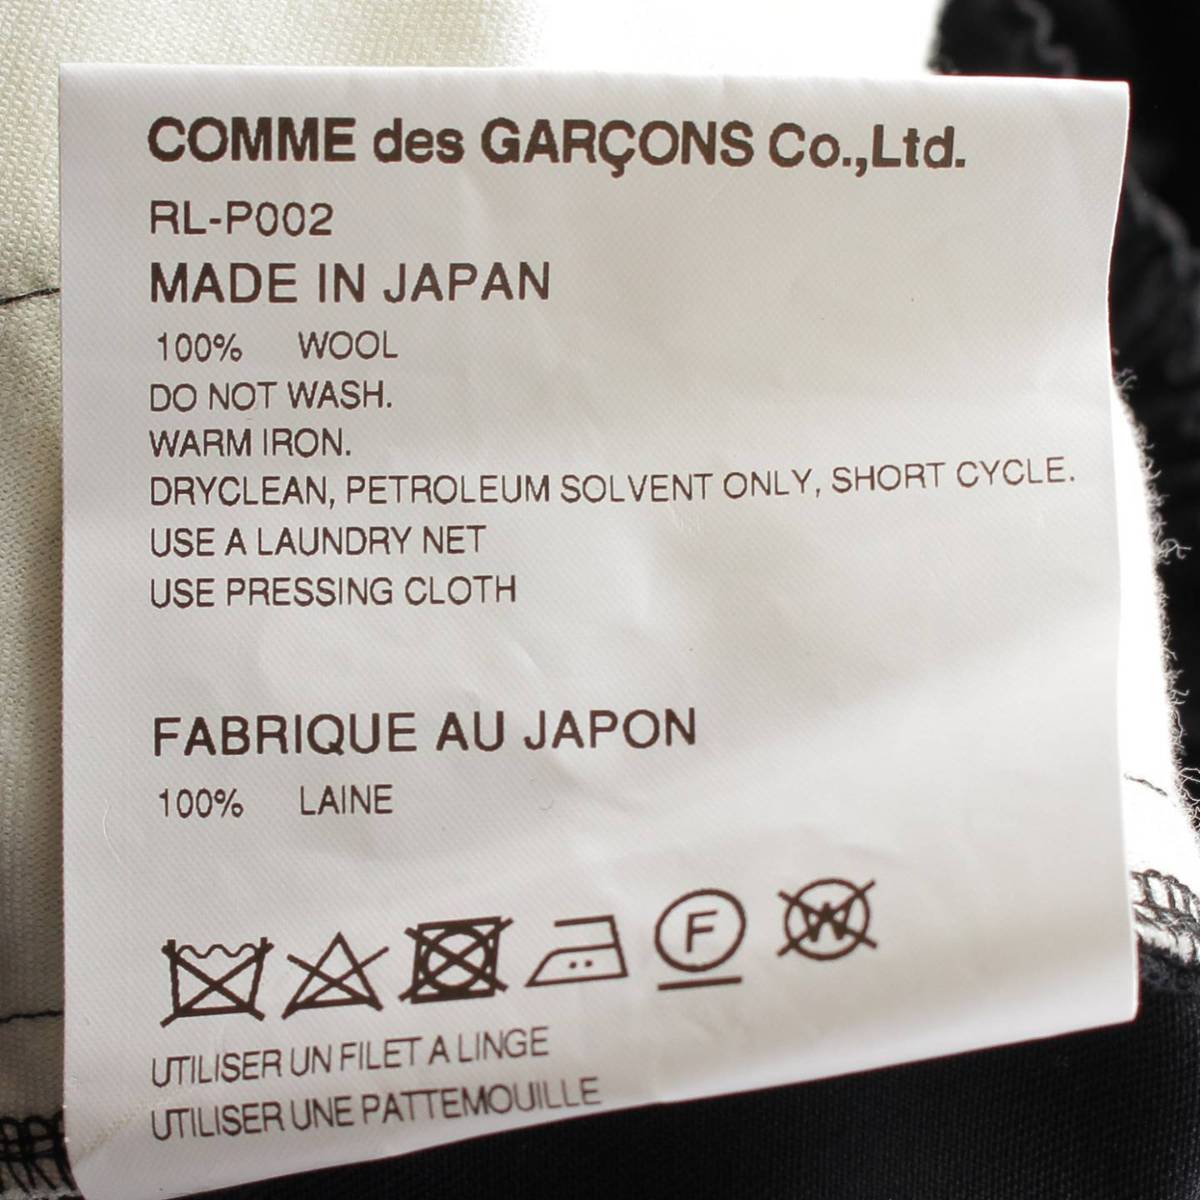 COMME des GARÇONS Co.,Ltd.
RL-P002
MADE IN JAPAN
100% WOOL
DO NOT WASH.
WARM IRON.
DRYCLEAN, PETROLEUM SOLVENT ONLY, SHORT CYCLE.
USE A LAUNDRY NET
USE PRESSING CLOTH
FABRIQUE AU JAPON
100% LAINE
F W
UTILISER UN FILET A LINGE
UTILISER UNE PATTEMOUILLE